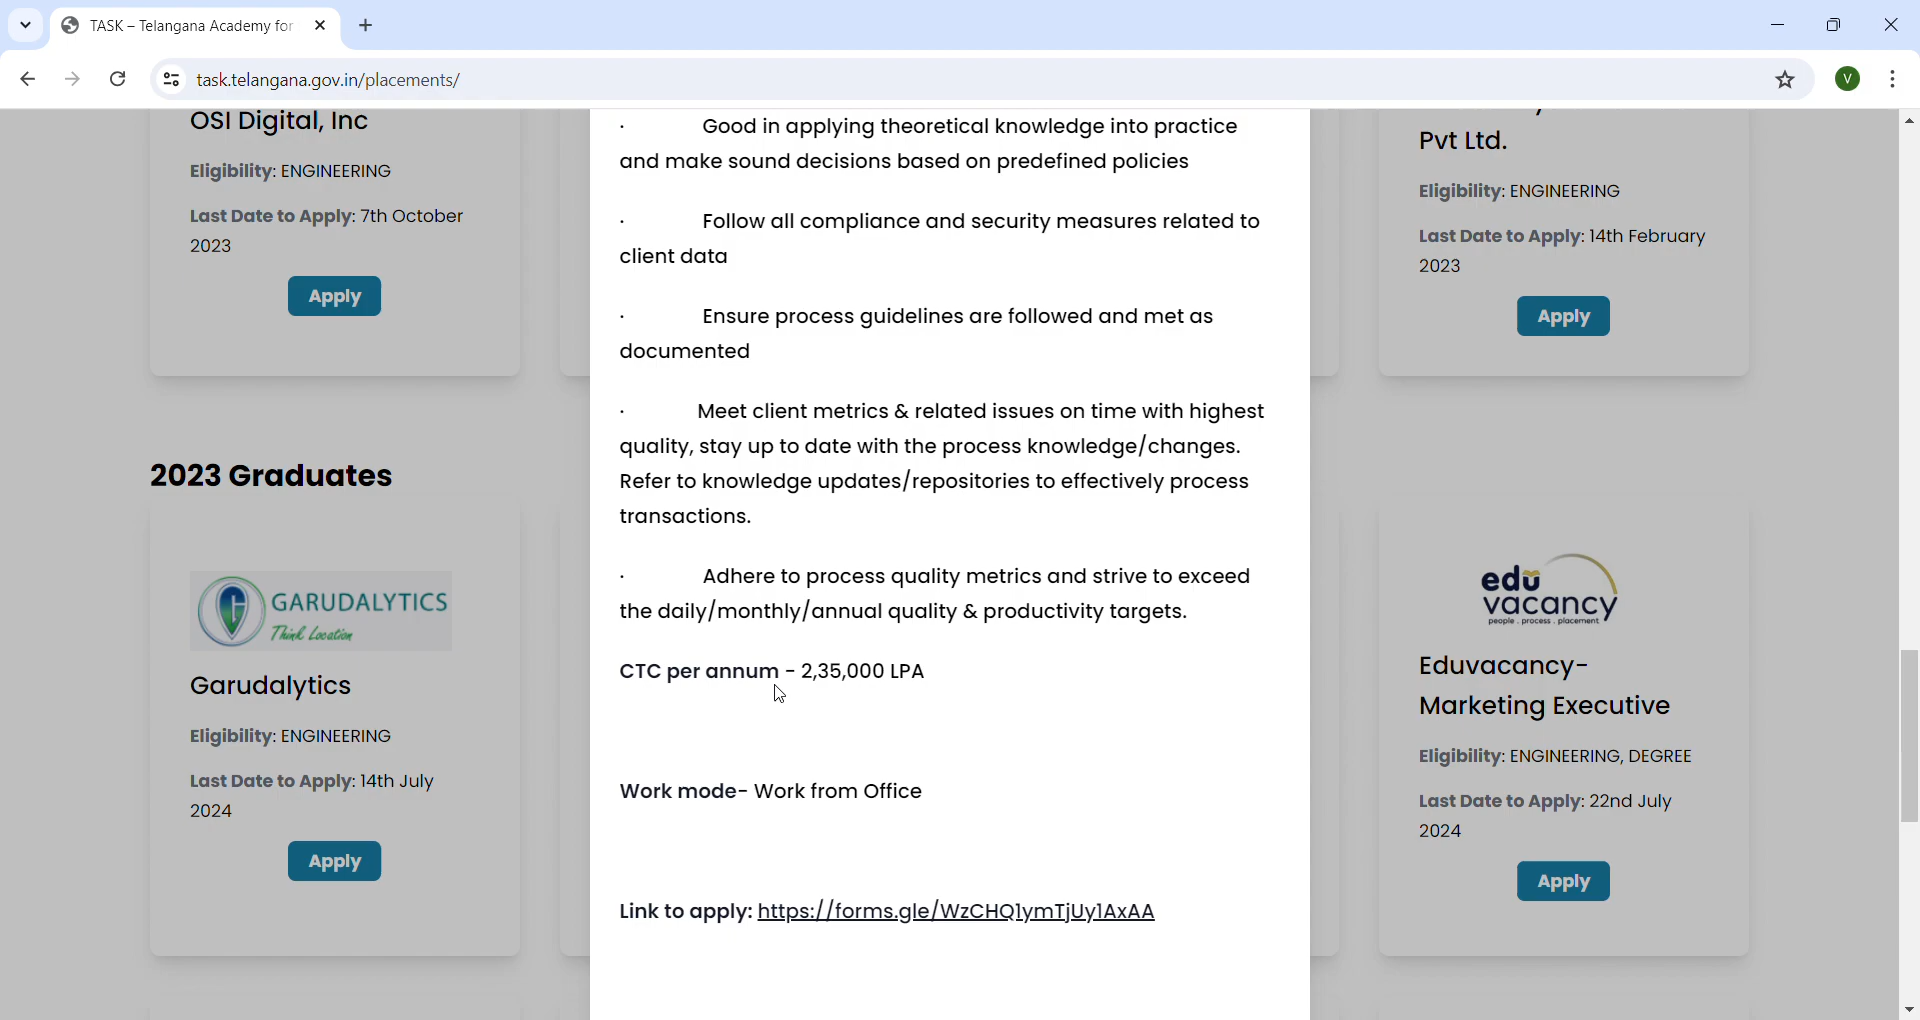 TASK – Telangana Academy for
task.telangana.gov.in/placements/
V
OSI Digital, Inc
Eligibility: ENGINEERING
Last Date to Apply: 7th October
2023
Apply
· Good in applying theoretical knowledge into practice
and make sound decisions based on predefined policies
· Follow all compliance and security measures related to
client data
· Ensure process guidelines are followed and met as
documented
· Meet client metrics & related issues on time with highest
quality, stay up to date with the process knowledge/changes.
Refer to knowledge updates/repositories to effectively process
transactions.
· Adhere to process quality metrics and strive to exceed
the daily/monthly/annual quality & productivity targets.
CTC per annum - 2,35,000 LPA
Work mode- Work from Office
Link to apply: https://forms.gle/WzCHQ1ymTjUy1AxAA
Pvt Ltd.
Eligibility: ENGINEERING
Last Date to Apply: 14th February
2023
Apply
2023 Graduates
GARUDALYTICS
Think Location
Garudalytics
Eligibility: ENGINEERING
Last Date to Apply: 14th July
2024
Apply
edu
vacancy
people . process . placement
Eduvacancy-
Marketing Executive
Eligibility: ENGINEERING, DEGREE
Last Date to Apply: 22nd July
2024
Apply